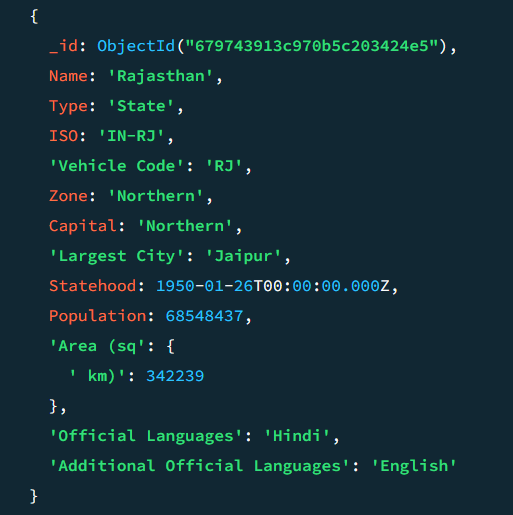 {
_id: ObjectId("679743913c970b5c203424e5"),
Name: 'Rajasthan',
Type: 'State',
ISO: 'IN-RJ',
'Vehicle Code': 'RJ',
Zone: 'Northern',
Capital: 'Northern',
'Largest City': 'Jaipur',
Statehood: 1950-01-26T00:00:00.000Z,
Population: 68548437,
'Area (sq': {
' km)': 342239
},
'Official Languages': 'Hindi',
'Additional Official Languages': 'English'
}